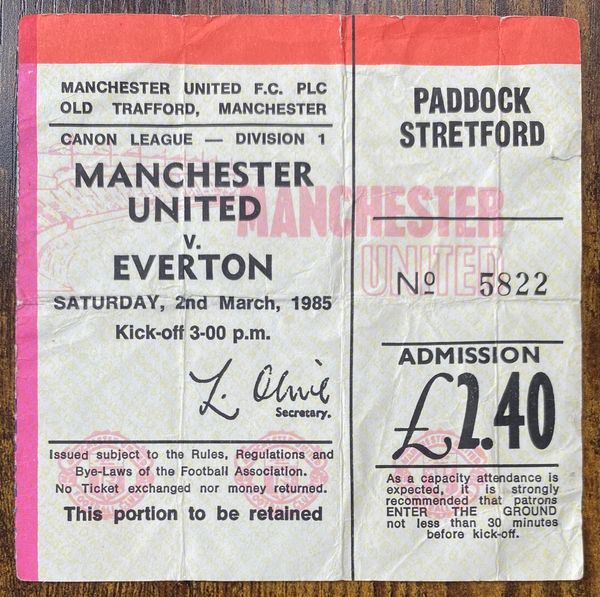 MANCHESTER UNITED F.C. PLC
OLD TRAFFORD, MANCHESTER
CANON LEAGUE — DIVISION 1
MANCHESTER
UNITED
v.
EVERTON
SATURDAY, 2nd March, 1985
Kick-off 3-00 p.m.
L. Olive
Secretary.
Issued subject to the Rules, Regulations and
Bye-Laws of the Football Association.
No Ticket exchanged nor money returned.
This portion to be retained
MANCHESTER
UNITED
PADDOCK
STRETFORD
Nº 5822
ADMISSION
£2.40
As a capacity attendance is
expected, it is strongly
recommended that patrons
ENTER THE GROUND
not less than 30 minutes
before kick-off.